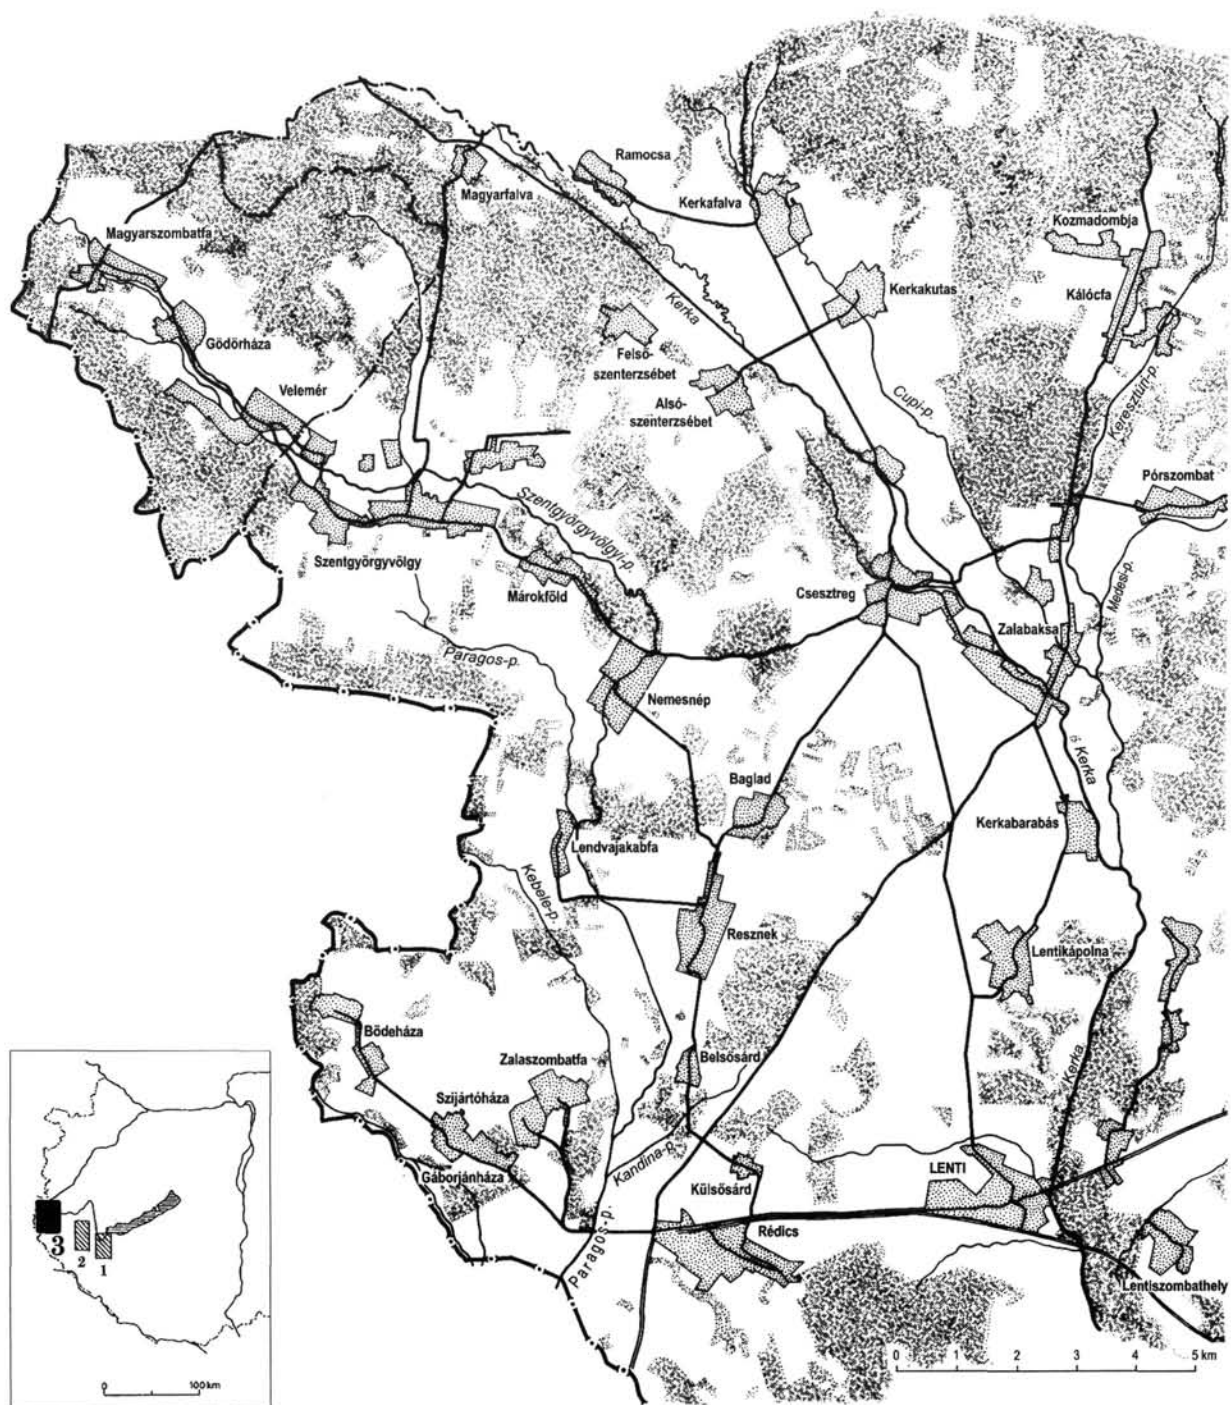 Ramocsa
Magyarfalva
Kerkafalva
Kozmadombja
Magyarszombatfa
Kerkakutas
Kálócfa
Kerka
Gödörháza
Felső-
szenterzsébet
Velemér
Alsó-
szenterzsébet
Cupi-p.
Keresztúri-p.
Pórszombat
Szentgyörgyvölgyi-p.
Szentgyörgyvölgy
Márokföld
Csesztreg
Medesi-p.
Zalabaksa
Paragos-p.
Nemesnép
Kerka
Baglad
Kerkabarabás
Lendvajakabfa
Kebele-p.
Resznek
Lentikápolna
Bödeháza
Zalaszombatfa
Belsősárd
Kerka
Szijártóháza
Gáborjánháza
Kandina-p.
Külsősárd
LENTI
Rédics
Paragos-p.
Lentiszombathely
3
2
1
0 100 km
0 1 2 3 4 5 km